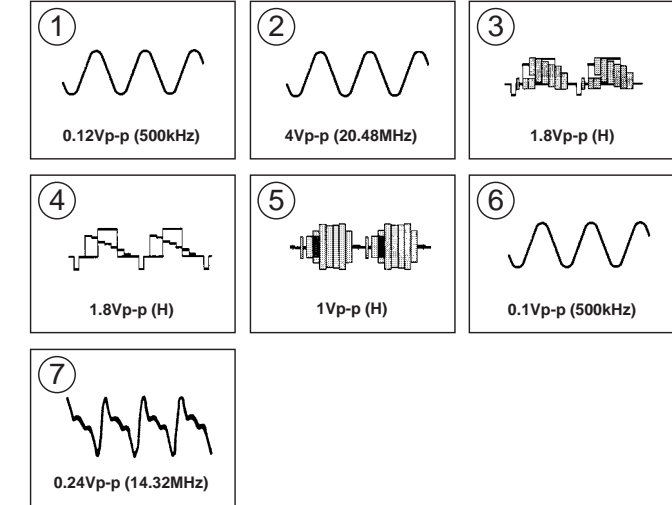 1
2
3
0.12Vp-p (500kHz)
4Vp-p (20.48MHz)
1.8Vp-p (H)
4
5
6
1.8Vp-p (H)
1Vp-p (H)
0.1Vp-p (500kHz)
7
0.24Vp-p (14.32MHz)